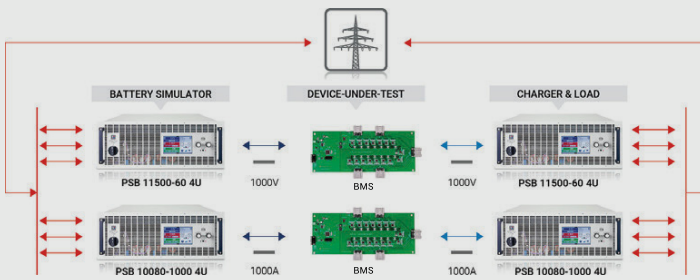 BATTERY SIMULATOR
DEVICE-UNDER-TEST
CHARGER & LOAD
PSB 11500-60 4U
1000V
BMS
1000V
PSB 11500-60 4U
PSB 10080-1000 4U
1000A
BMS
1000A
PSB 10080-1000 4U